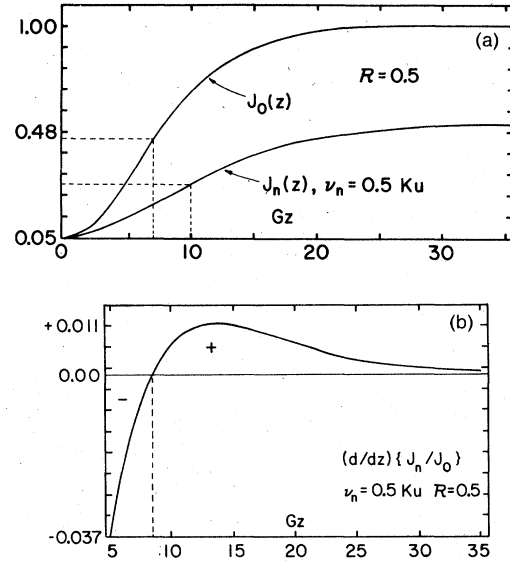 1.00
(a)
R = 0.5
J₀(z)
0.48
Jₙ(z), νₙ = 0.5 Ku
Gz
0.05
0 10 20 30
+0.011
(b)
+
0.00
−
(d/dz) { Jₙ/J₀ }
νₙ = 0.5 Ku R = 0.5
Gz
-0.037
5 10 15 20 25 30 35